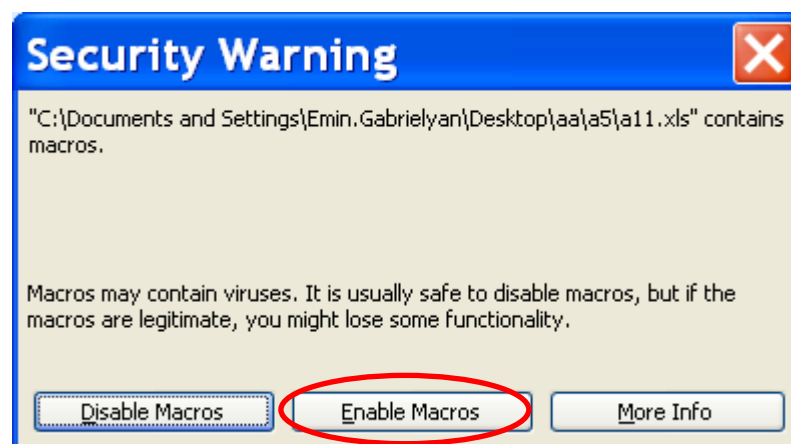 Security Warning
"C:\Documents and Settings\Emin.Gabrielyan\Desktop\aa\a5\a11.xls" contains
macros.
Macros may contain viruses. It is usually safe to disable macros, but if the
macros are legitimate, you might lose some functionality.
Disable Macros Enable Macros More Info